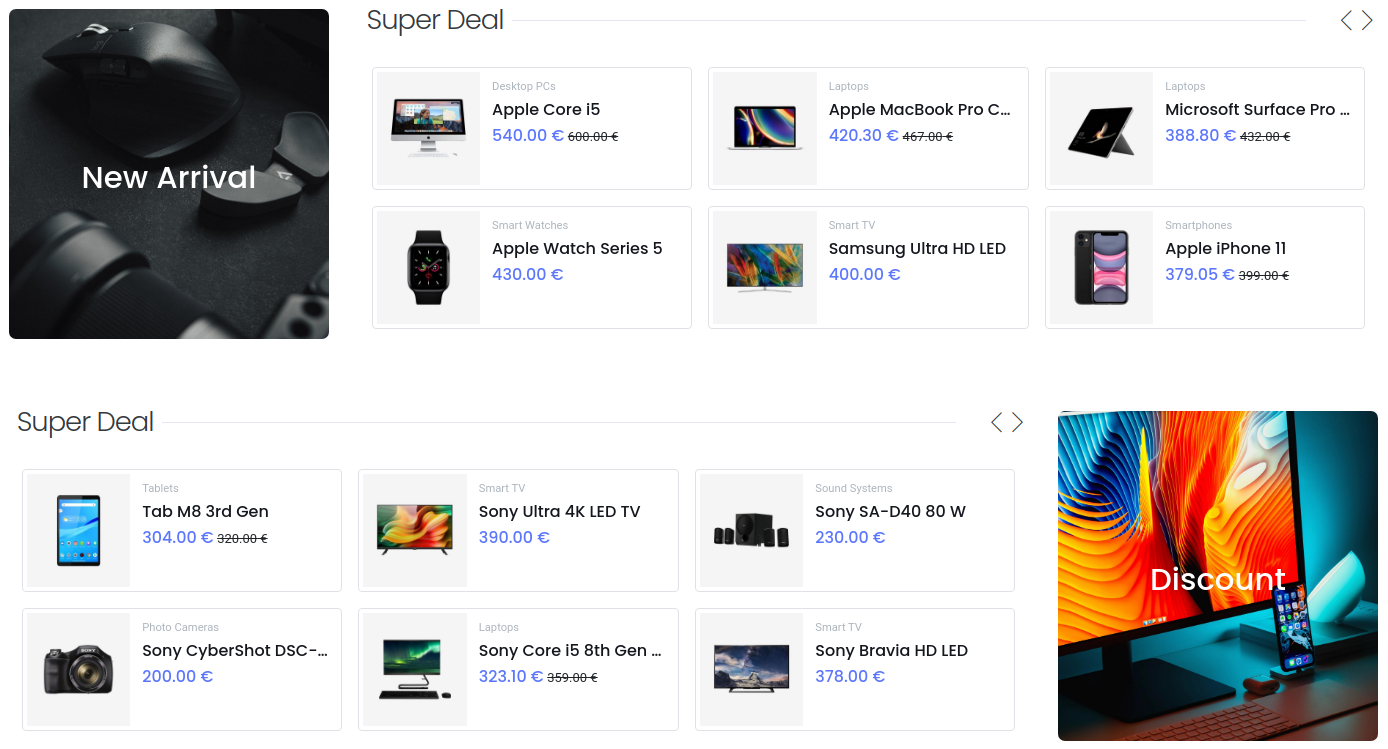 New Arrival
Super Deal
Desktop PCs
Apple Core i5
540.00 € 600.00 €
Laptops
Apple MacBook Pro C...
420.30 € 467.00 €
Laptops
Microsoft Surface Pro ...
388.80 € 432.00 €
Smart Watches
Apple Watch Series 5
430.00 €
Smart TV
Samsung Ultra HD LED
400.00 €
Smartphones
Apple iPhone 11
379.05 € 399.00 €
Super Deal
Tablets
Tab M8 3rd Gen
304.00 € 320.00 €
Smart TV
Sony Ultra 4K LED TV
390.00 €
Sound Systems
Sony SA-D40 80 W
230.00 €
Photo Cameras
Sony CyberShot DSC-...
200.00 €
SONY
Laptops
Sony Core i5 8th Gen ...
323.10 € 359.00 €
Smart TV
Sony Bravia HD LED
378.00 €
Discount